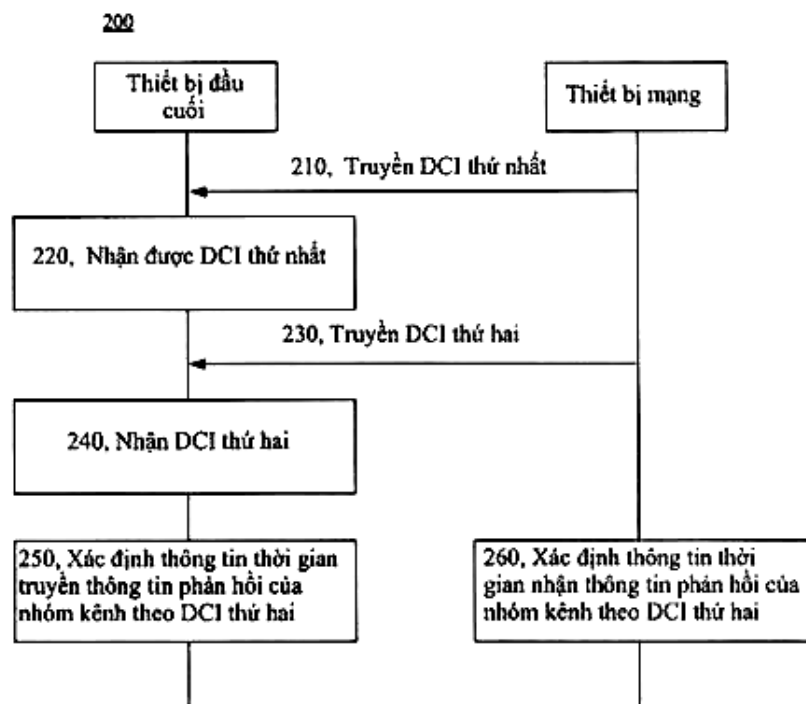 200
Thiết bị đầu
cuối
Thiết bị mạng
210, Truyền DCI thứ nhất
220, Nhận được DCI thứ nhất
230, Truyền DCI thứ hai
240, Nhận DCI thứ hai
250, Xác định thông tin thời gian
truyền thông tin phản hồi của
nhóm kênh theo DCI thứ hai
260, Xác định thông tin thời
gian nhận thông tin phản hồi của
nhóm kênh theo DCI thứ hai